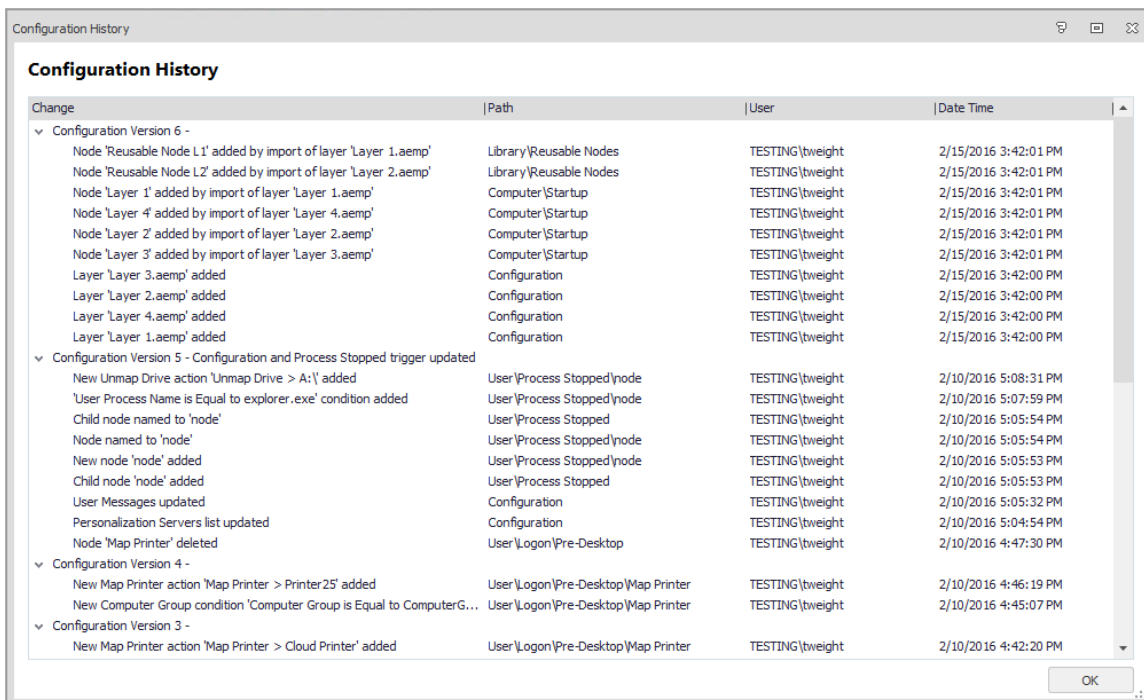 Configuration History
Configuration History
Change |Path |User |Date Time |
Configuration Version 6 -
Node 'Reusable Node L1' added by import of layer 'Layer 1.aemp' Library\Reusable Nodes TESTING\tweight 2/15/2016 3:42:01 PM
Node 'Reusable Node L2' added by import of layer 'Layer 2.aemp' Library\Reusable Nodes TESTING\tweight 2/15/2016 3:42:01 PM
Node 'Layer 1' added by import of layer 'Layer 1.aemp' Computer\Startup TESTING\tweight 2/15/2016 3:42:01 PM
Node 'Layer 4' added by import of layer 'Layer 4.aemp' Computer\Startup TESTING\tweight 2/15/2016 3:42:01 PM
Node 'Layer 2' added by import of layer 'Layer 2.aemp' Computer\Startup TESTING\tweight 2/15/2016 3:42:01 PM
Node 'Layer 3' added by import of layer 'Layer 3.aemp' Computer\Startup TESTING\tweight 2/15/2016 3:42:01 PM
Layer 'Layer 3.aemp' added Configuration TESTING\tweight 2/15/2016 3:42:00 PM
Layer 'Layer 2.aemp' added Configuration TESTING\tweight 2/15/2016 3:42:00 PM
Layer 'Layer 4.aemp' added Configuration TESTING\tweight 2/15/2016 3:42:00 PM
Layer 'Layer 1.aemp' added Configuration TESTING\tweight 2/15/2016 3:42:00 PM
Configuration Version 5 - Configuration and Process Stopped trigger updated
New Unmap Drive action 'Unmap Drive > A:\' added User\Process Stopped\node TESTING\tweight 2/10/2016 5:08:31 PM
'User Process Name is Equal to explorer.exe' condition added User\Process Stopped\node TESTING\tweight 2/10/2016 5:07:59 PM
Child node named to 'node' User\Process Stopped TESTING\tweight 2/10/2016 5:05:54 PM
Node named to 'node' User\Process Stopped\node TESTING\tweight 2/10/2016 5:05:54 PM
New node 'node' added User\Process Stopped\node TESTING\tweight 2/10/2016 5:05:53 PM
Child node 'node' added User\Process Stopped TESTING\tweight 2/10/2016 5:05:53 PM
User Messages updated Configuration TESTING\tweight 2/10/2016 5:05:32 PM
Personalization Servers list updated Configuration TESTING\tweight 2/10/2016 5:04:54 PM
Node 'Map Printer' deleted User\Logon\Pre-Desktop TESTING\tweight 2/10/2016 4:47:30 PM
Configuration Version 4 -
New Map Printer action 'Map Printer > Printer25' added User\Logon\Pre-Desktop\Map Printer TESTING\tweight 2/10/2016 4:46:19 PM
New Computer Group condition 'Computer Group is Equal to ComputerG... User\Logon\Pre-Desktop\Map Printer TESTING\tweight 2/10/2016 4:45:07 PM
Configuration Version 3 -
New Map Printer action 'Map Printer > Cloud Printer' added User\Logon\Pre-Desktop\Map Printer TESTING\tweight 2/10/2016 4:42:20 PM
OK